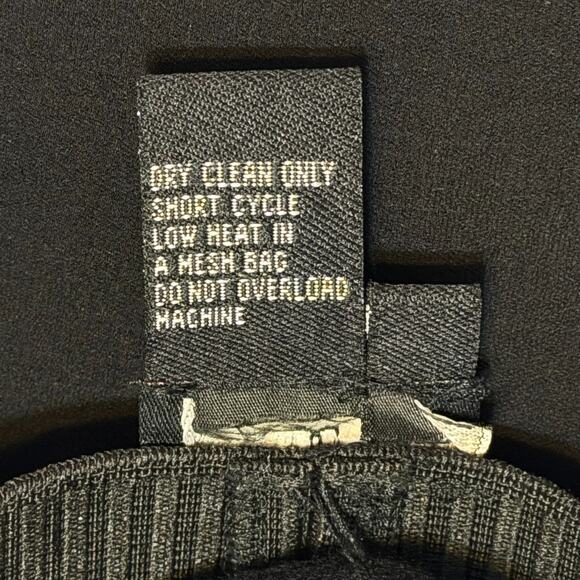 DRY CLEAN ONLY
SHORT CYCLE
LOW HEAT IN
A MESH BAG
DO NOT OVERLOAD
MACHINE